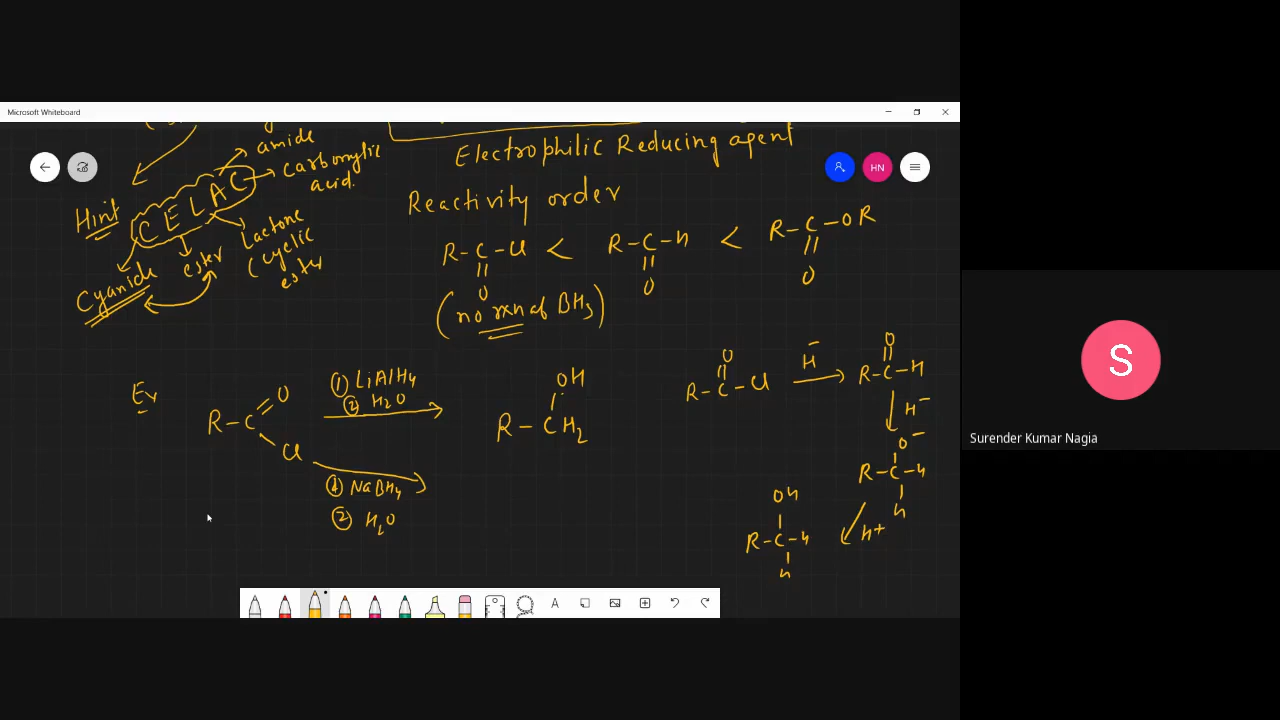 Microsoft Whiteboard
amide
carboxylic
acid.
Hint
CELAC
Lactone
(cyclic
ester
ester
Cyanide
Electrophilic Reducing agent
Reactivity order
R-C-Cl < R-C-H < R-C-OR
O O O
(no rxn of BH3)
HN
Ex
R-C
O
Cl
① LiAlH4
② H2O
OH
R-CH2
① NaBH4
② H2O
O
R-C-Cl
H-
O
R-C-H
H-
O-
R-C-H
H
H+
OH
R-C-H
H
A
S
Surender Kumar Nagia